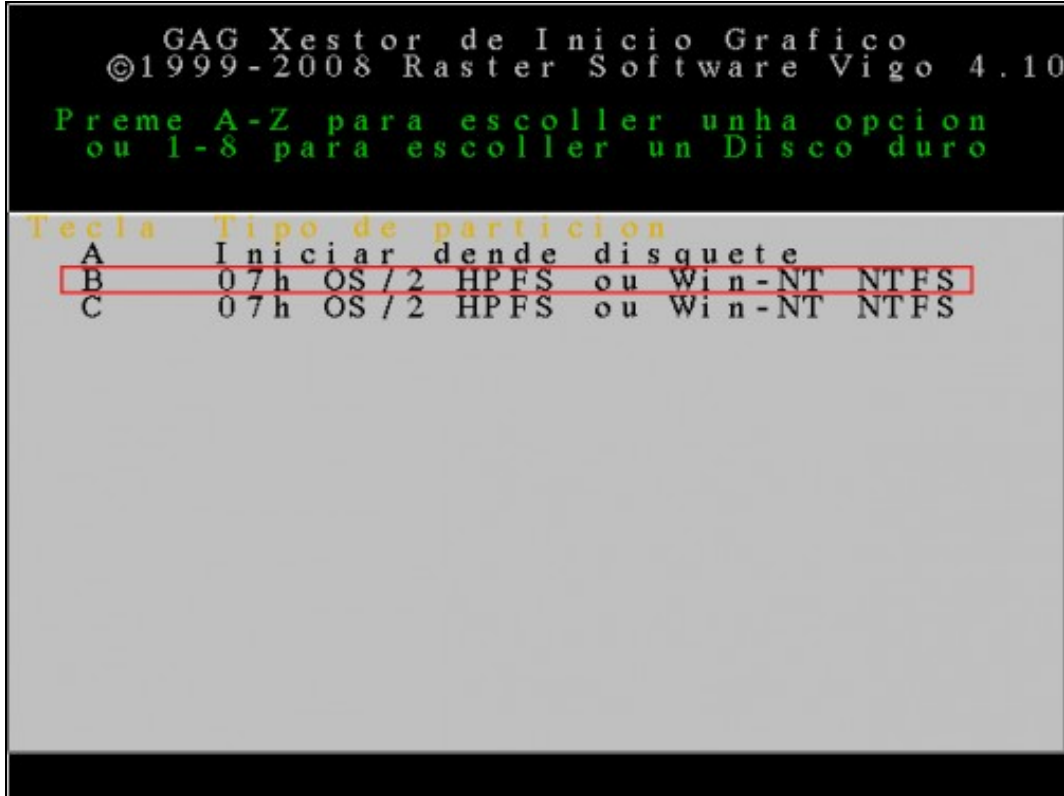 GAG Xestor de Inicio Grafico
©1999-2008 Raster Software Vigo 4.10
Preme A-Z para escoller unha opcion
ou 1-8 para escoller un Disco duro
Tecla Tipo de particion
A Iniciar dende disquete
B 07h OS/2 HPFS ou Win-NT NTFS
C 07h OS/2 HPFS ou Win-NT NTFS